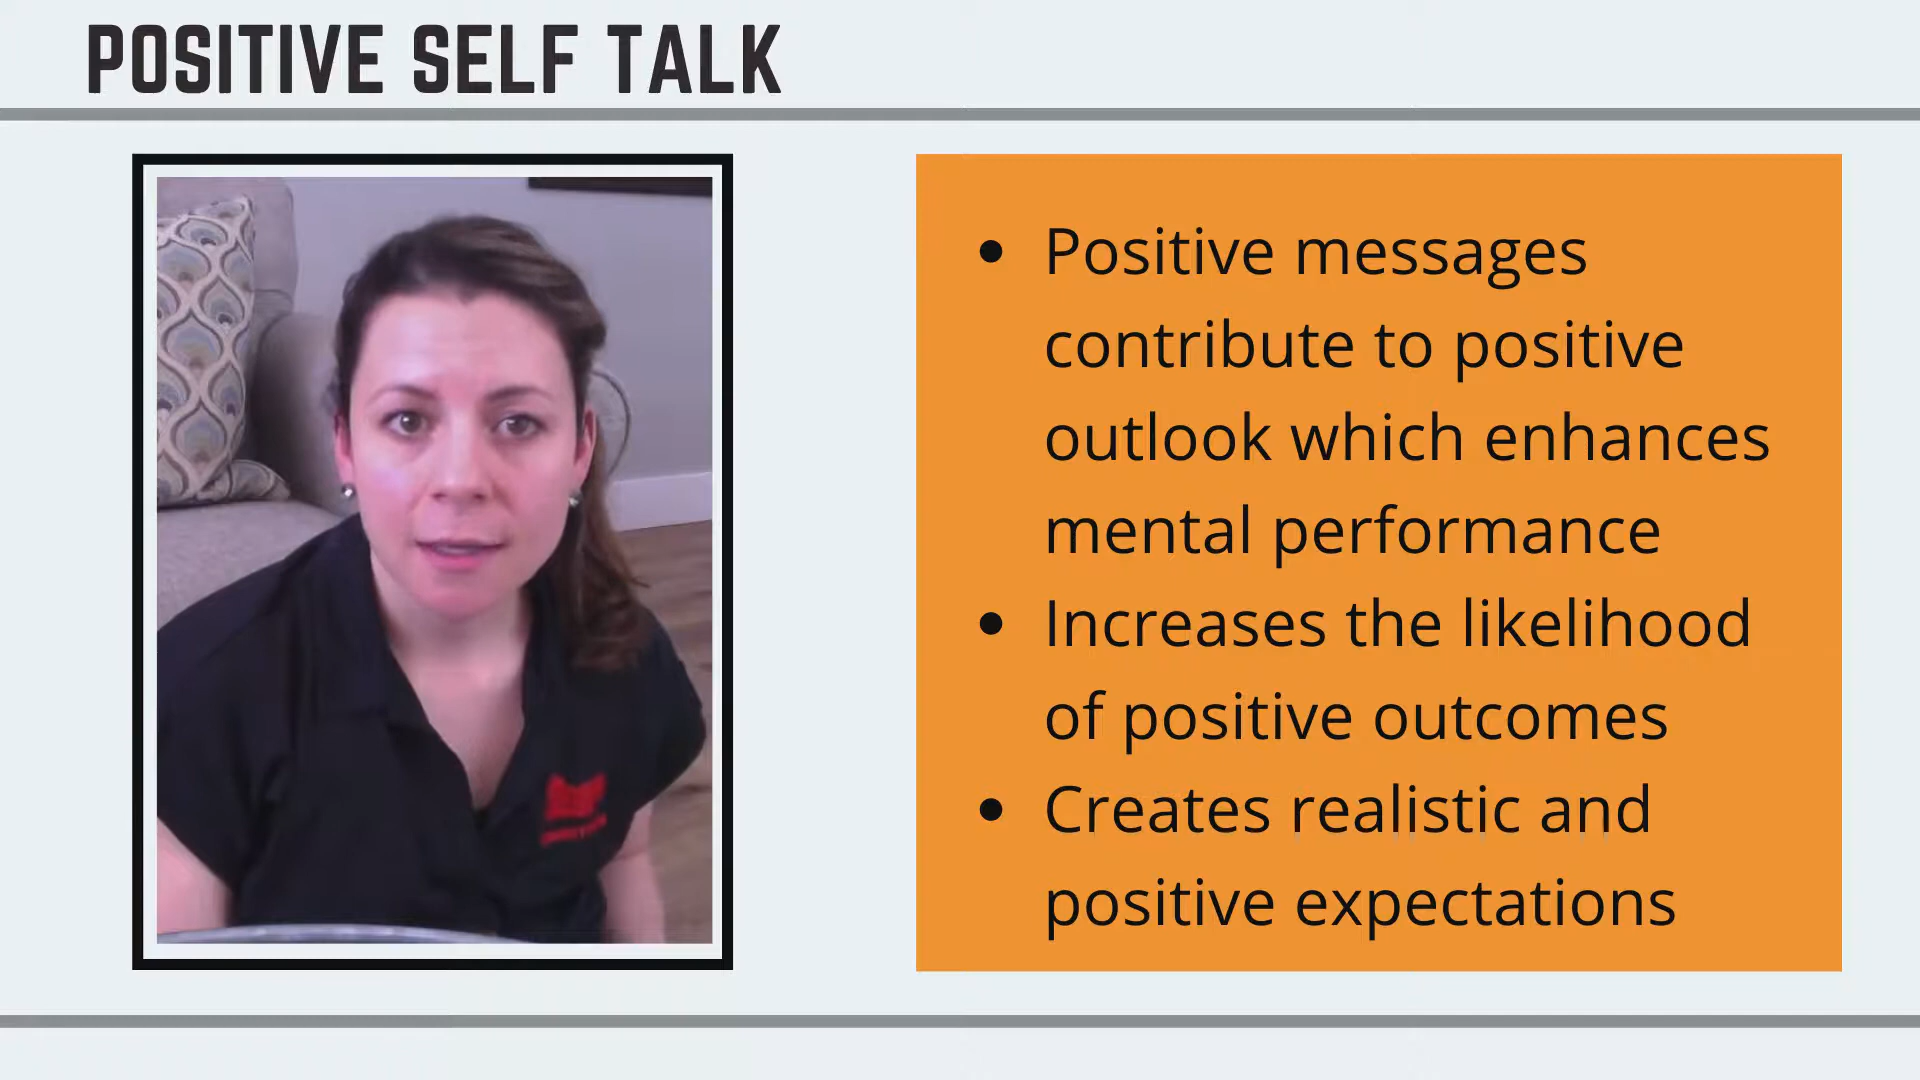 POSITIVE SELF TALK
• Positive messages
contribute to positive
outlook which enhances
mental performance
• Increases the likelihood
of positive outcomes
• Creates realistic and
positive expectations